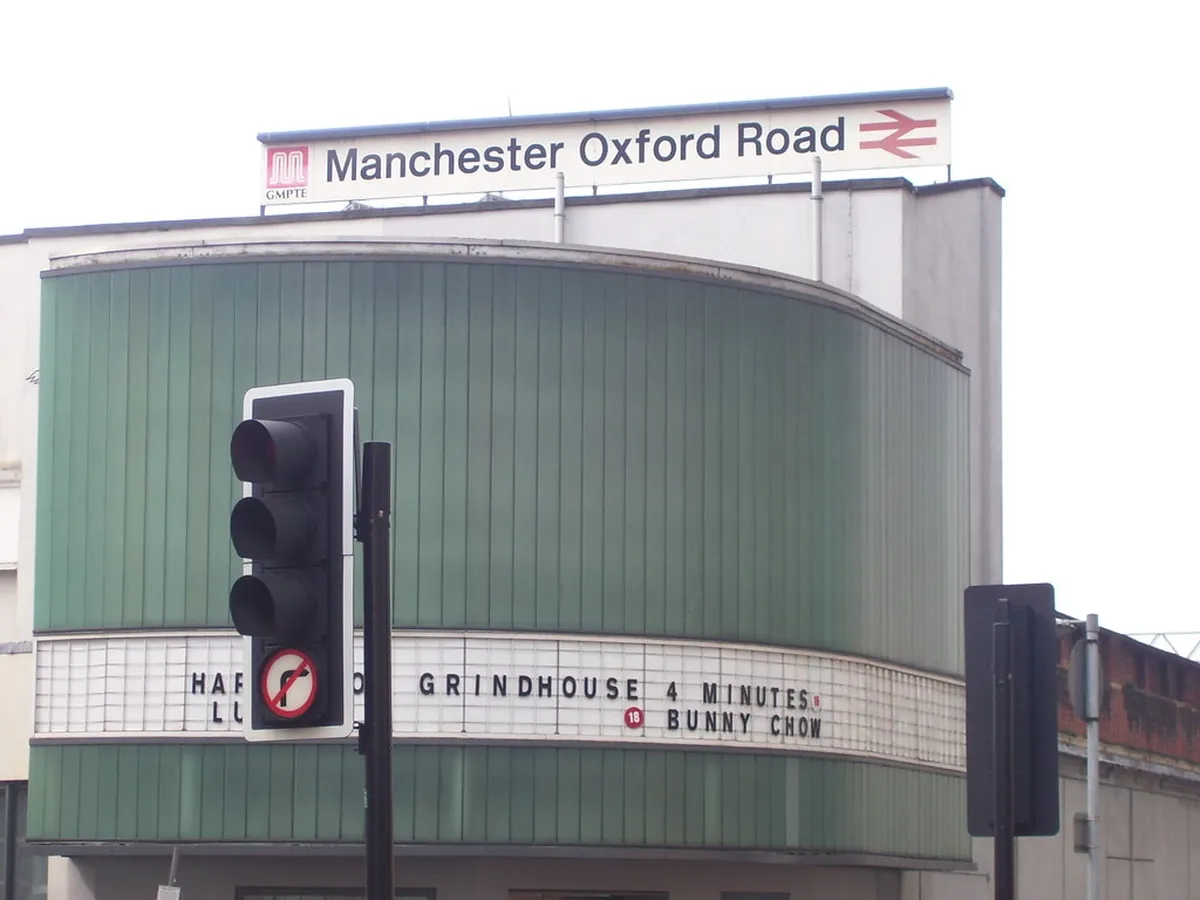 Manchester Oxford Road
GMPTE
GRINDHOUSE 4 MINUTES
18 BUNNY CHOW